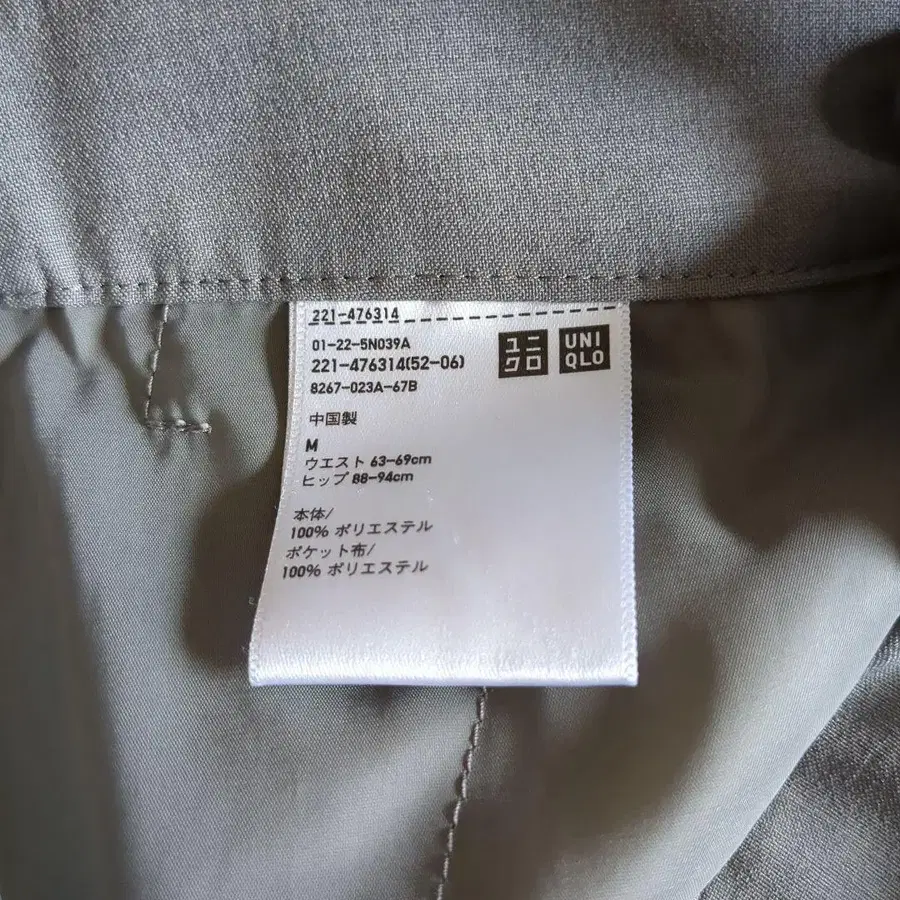 221-476314
01-22-5N039A
221-476314(52-06)
8267-023A-67B
ユニ
クロ
UNI
QLO
中国製
M
ウエスト 63-69cm
ヒップ 88-94cm
本体/
100% ポリエステル
ポケット布/
100% ポリエステル